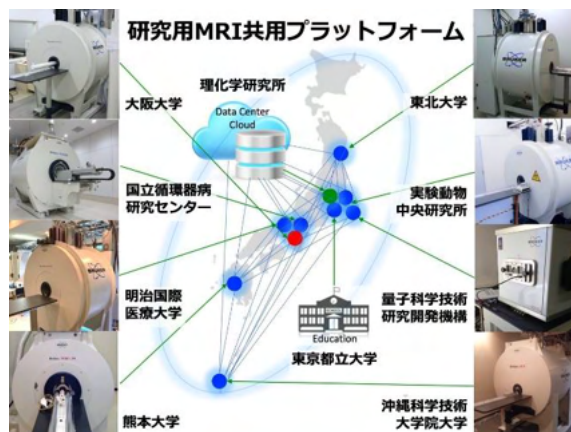 研究用MRI共用プラットフォーム
理化学研究所
大阪大学
東北大学
Data Center
Cloud
国立循環器病
研究センター
実験動物
中央研究所
明治国際
医療大学
量子科学技術
研究開発機構
Education
東京都立大学
熊本大学
沖縄科学技術
大学院大学